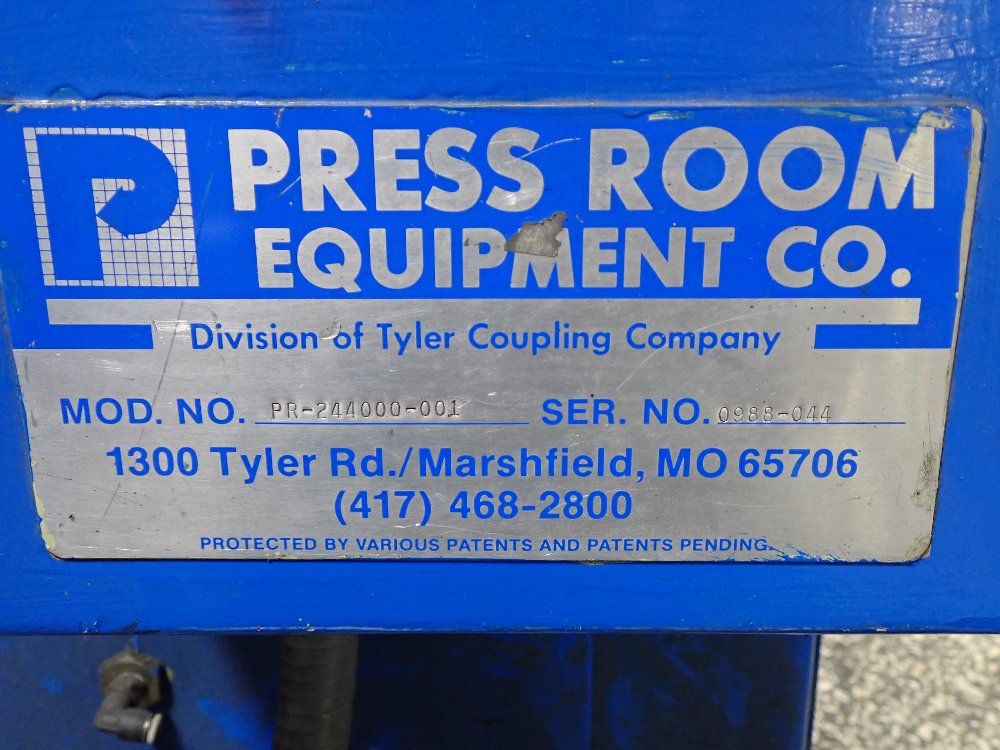 PRESS ROOM
EQUIPMENT CO.
Division of Tyler Coupling Company
MOD. NO. PR-244000-001 SER. NO. 0988-044
1300 Tyler Rd./Marshfield, MO 65706
(417) 468-2800
PROTECTED BY VARIOUS PATENTS AND PATENTS PENDING.